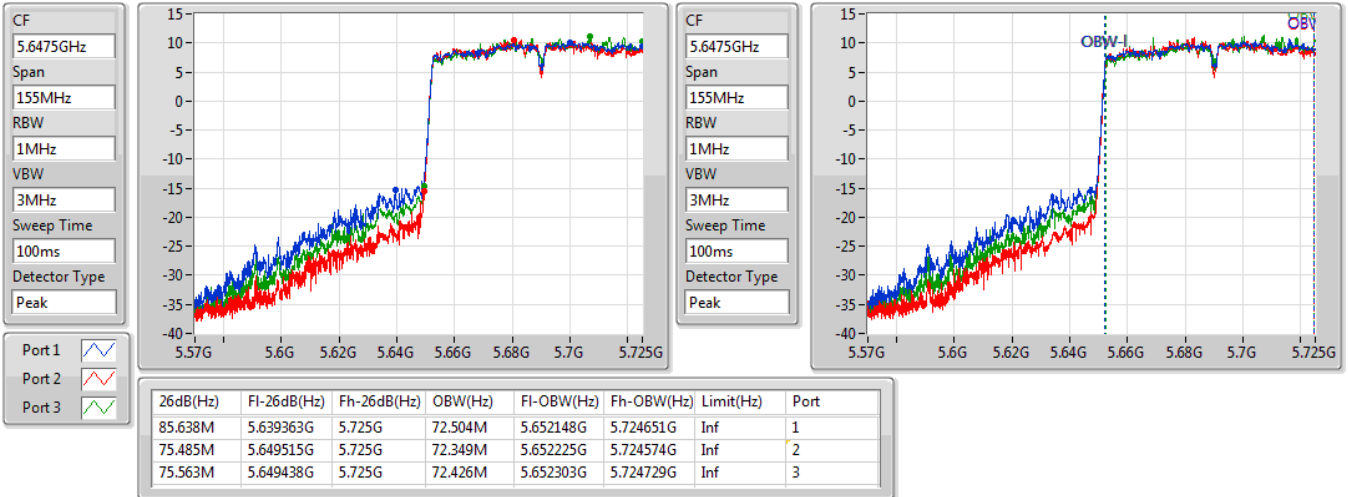 CF
5.6475GHz
Span
155MHz
RBW
1MHz
VBW
3MHz
Sweep Time
100ms
Detector Type
Peak
15
10
5
0
-5
-10
-15
-20
-25
-30
-35
-40
5.57G 5.6G 5.62G 5.64G 5.66G 5.68G 5.7G 5.725G
CF
5.6475GHz
Span
155MHz
RBW
1MHz
VBW
3MHz
Sweep Time
100ms
Detector Type
Peak
15
10
5
0
-5
-10
-15
-20
-25
-30
-35
-40
OBW-l
OBW
5.57G 5.6G 5.62G 5.64G 5.66G 5.68G 5.7G 5.725G
Port 1
Port 2
Port 3
26dB(Hz) Fl-26dB(Hz) Fh-26dB(Hz) OBW(Hz) Fl-OBW(Hz) Fh-OBW(Hz) Limit(Hz) Port
85.638M 5.639363G 5.725G 72.504M 5.652148G 5.724651G Inf 1
75.485M 5.649515G 5.725G 72.349M 5.652225G 5.724574G Inf 2
75.563M 5.649438G 5.725G 72.426M 5.652303G 5.724729G Inf 3